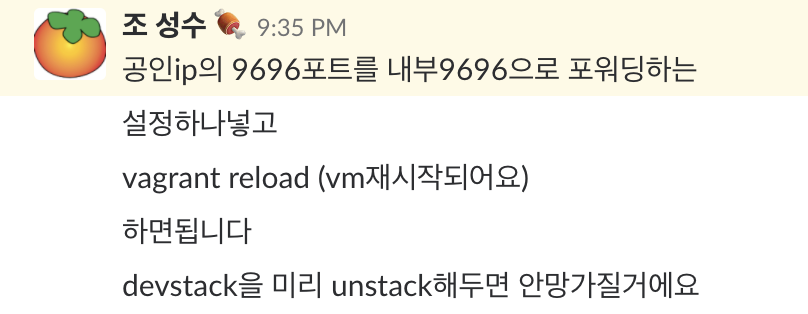 조 성수 🍖 9:35 PM
공인ip의 9696포트를 내부9696으로 포워딩하는
설정하나넣고
vagrant reload (vm재시작되어요)
하면됩니다
devstack을 미리 unstack해두면 안망가질거에요